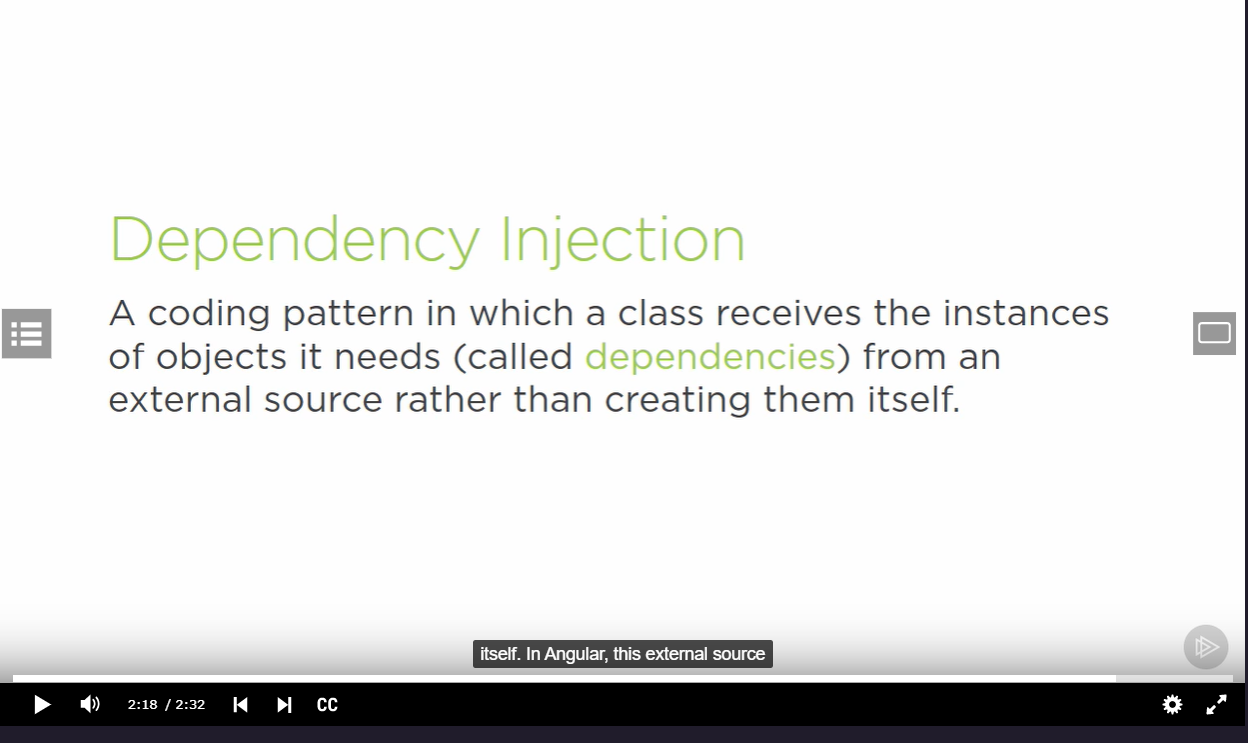 Dependency Injection
A coding pattern in which a class receives the instances
of objects it needs (called dependencies) from an
external source rather than creating them itself.
itself. In Angular, this external source
2:18 / 2:32
CC